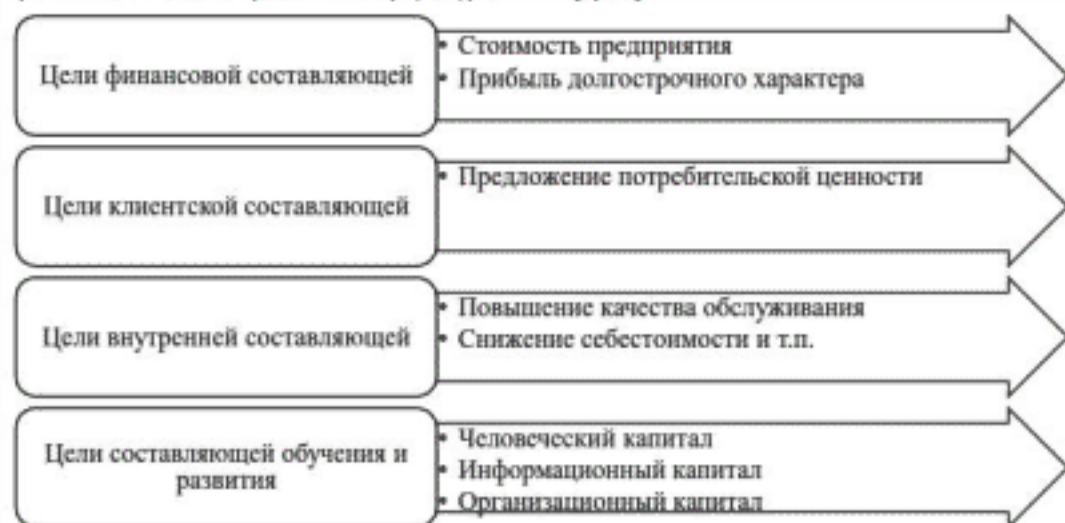 Цели финансовой составляющей
• Стоимость предприятия
• Прибыль долгострочного характера
Цели клиентской составляющей
• Предложение потребительской ценности
Цели внутренней составляющей
• Повышение качества обслуживания
• Снижение себестоимости и т.п.
Цели составляющей обучения и
развития
• Человеческий капитал
• Информационный капитал
• Организационный капитал